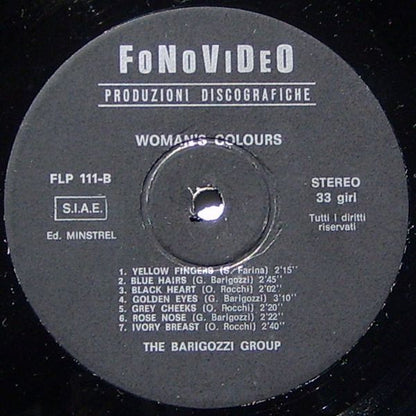 FoNoViDeO
PRODUZIONI DISCOGRAFICHE
WOMAN'S COLOURS
FLP 111-B
STEREO
33 giri
S.I.A.E.
Tutti i diritti
riservati
Ed. MINSTREL
1. YELLOW FINGERS (S. Farina) 2'15''
2. BLUE HAIRS (G. Barigozzi) 2'45''
3. BLACK HEART (O. Rocchi) 2'02''
4. GOLDEN EYES (G. Barigozzi) 3'10''
5. GREY CHEEKS (O. Rocchi) 2'20''
6. ROSE NOSE (G. Barigozzi) 2'22''
7. IVORY BREAST (O. Rocchi) 2'40''
THE BARIGOZZI GROUP